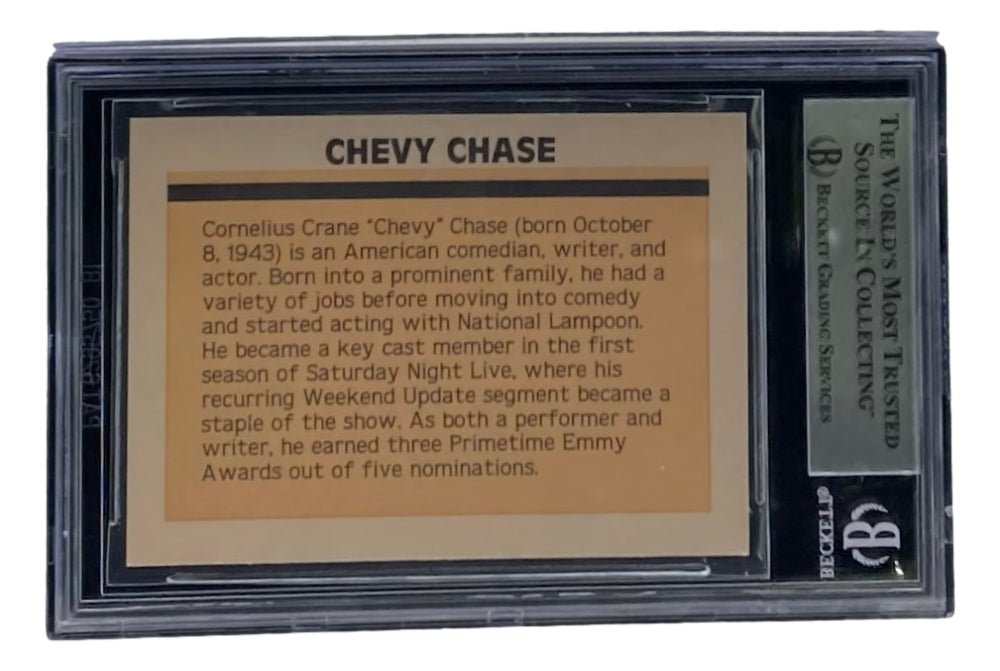 CHEVY CHASE
Cornelius Crane "Chevy" Chase (born October
8, 1943) is an American comedian, writer, and
actor. Born into a prominent family, he had a
variety of jobs before moving into comedy
and started acting with National Lampoon.
He became a key cast member in the first
season of Saturday Night Live, where his
recurring Weekend Update segment became a
staple of the show. As both a performer and
writer, he earned three Primetime Emmy
Awards out of five nominations.
THE WORLD'S MOST TRUSTED
SOURCE IN COLLECTING™
B BECKETT GRADING SERVICES
BECKETT®
B